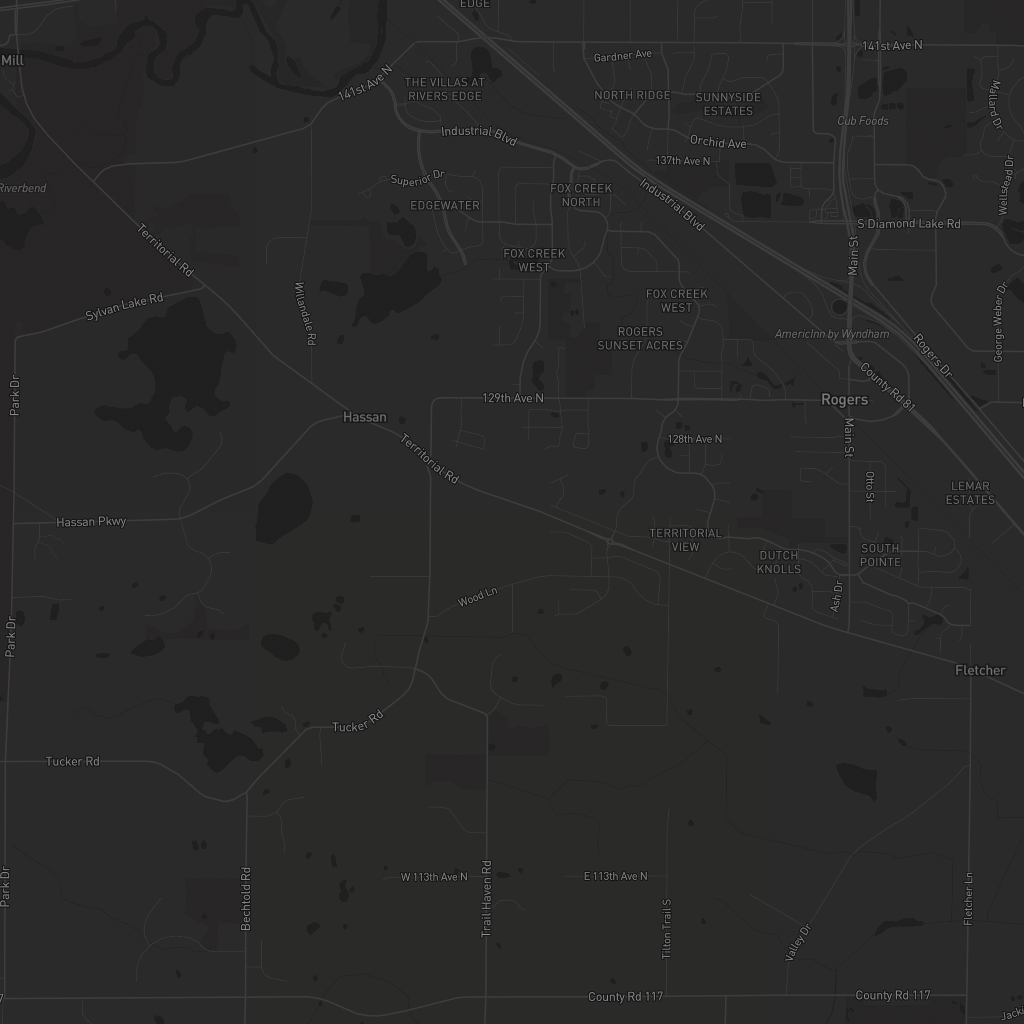 EDGE
141st Ave N
Gardner Ave
Mill
141st Ave N
THE VILLAS AT
RIVERS EDGE
NORTH RIDGE
SUNNYSIDE
ESTATES
Mallard Dr
Cub Foods
Industrial Blvd
Orchid Ave
137th Ave N
Riverbend
Superior Dr
FOX CREEK
NORTH
Industrial Blvd
Wellstead Dr
EDGEWATER
S Diamond Lake Rd
Territorial Rd
FOX CREEK
WEST
Main St
Sylvan Lake Rd
Willandale Rd
FOX CREEK
WEST
George Weber Dr
ROGERS
SUNSET ACRES
AmericInn by Wyndham
Rogers Dr
County Rd 81
Park Dr
129th Ave N
Rogers
Hassan
Territorial Rd
128th Ave N
Main St
Otto St
LEMAR
ESTATES
Hassan Pkwy
TERRITORIAL
VIEW
DUTCH
KNOLLS
SOUTH
POINTE
Wood Ln
Ash Dr
Park Dr
Fletcher
Tucker Rd
Tucker Rd
Park Dr
Bechtold Rd
W 113th Ave N
Trail Haven Rd
E 113th Ave N
Tilton Trail S
Valley Dr
Fletcher Ln
County Rd 117
County Rd 117